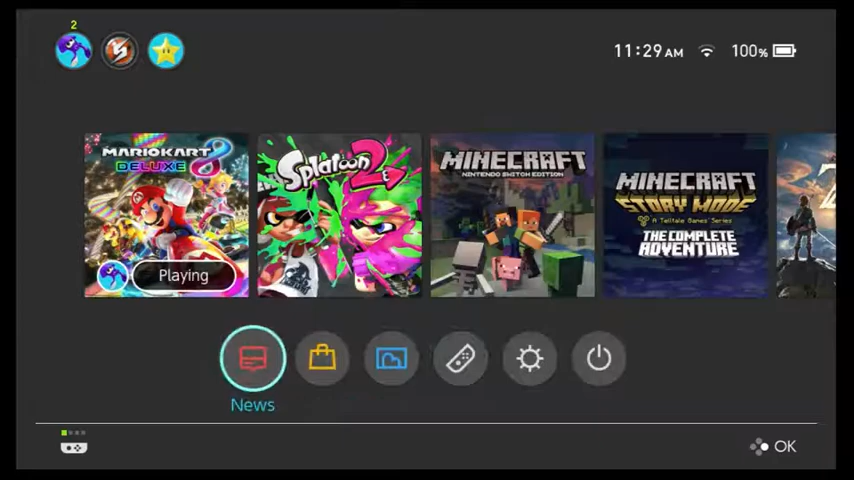 2
11:29 AM 100%
MARIOKART 8
DELUXE
Playing
Splatoon 2
MINECRAFT
NINTENDO SWITCH EDITION
MINECRAFT
STORY MODE
A Telltale Games Series
THE COMPLETE
ADVENTURE
News
OK